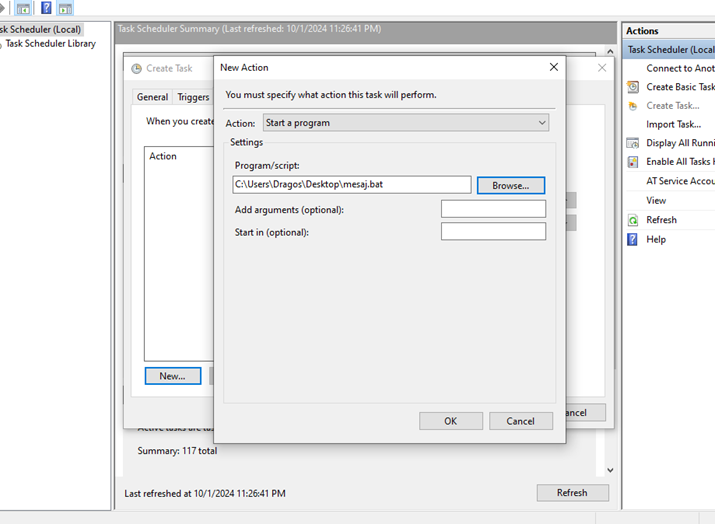 sk Scheduler (Local)
Task Scheduler Library
Task Scheduler Summary (Last refreshed: 10/1/2024 11:26:41 PM)
Create Task
General
Triggers
When you create
Action
New...
ancel
Summary: 117 total
Last refreshed at 10/1/2024 11:26:41 PM
Refresh
New Action
You must specify what action this task will perform.
Action:
Start a program
Settings
Program/script:
C:\Users\Dragos\Desktop\mesaj.bat
Browse...
Add arguments (optional):
Start in (optional):
OK
Cancel
Actions
Task Scheduler (Local
Connect to Anot
Create Basic Task
Create Task...
Import Task...
Display All Runni
Enable All Tasks H
AT Service Accou
View
Refresh
Help